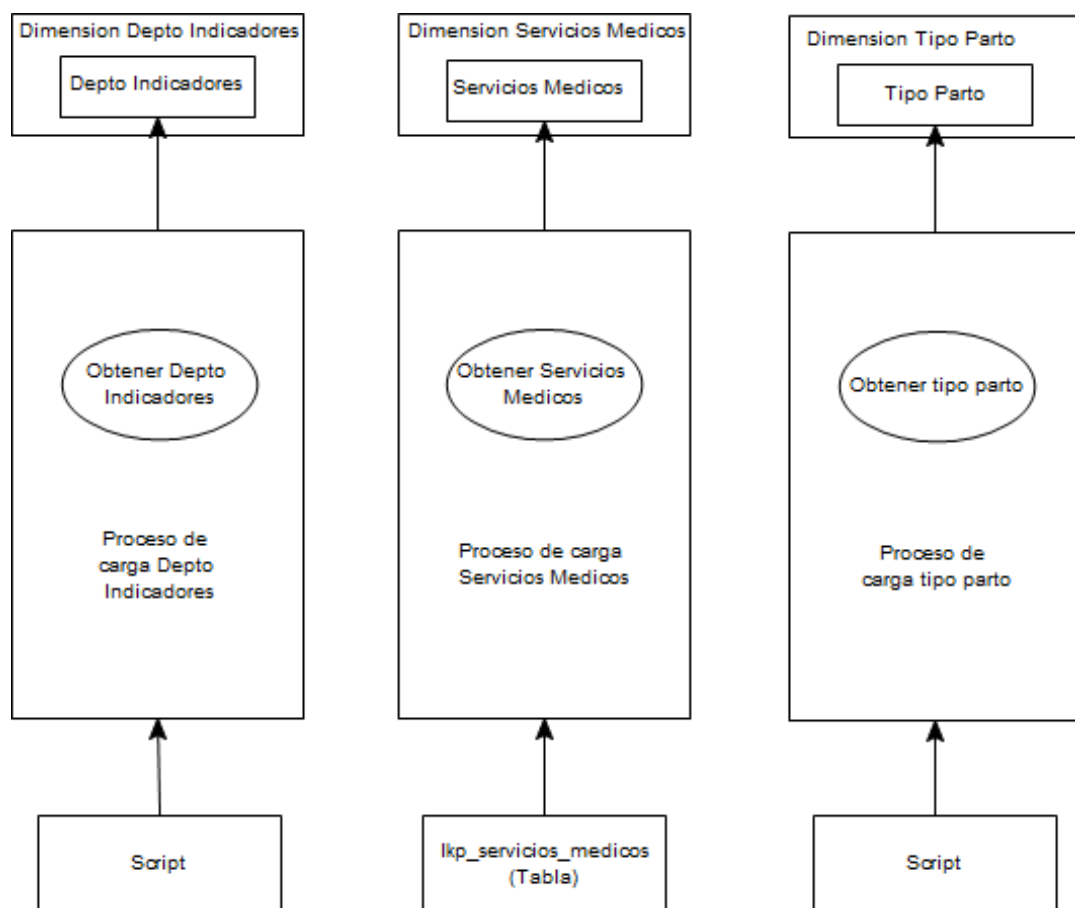 Dimension Depto Indicadores
Depto Indicadores
Obtener Depto
Indicadores
Proceso de
carga Depto
Indicadores
Script
Dimension Servicios Medicos
Servicios Medicos
Obtener Servicios
Medicos
Proceso de carga
Servicios Medicos
lkp_servicios_medicos
(Tabla)
Dimension Tipo Parto
Tipo Parto
Obtener tipo parto
Proceso de
carga tipo parto
Script